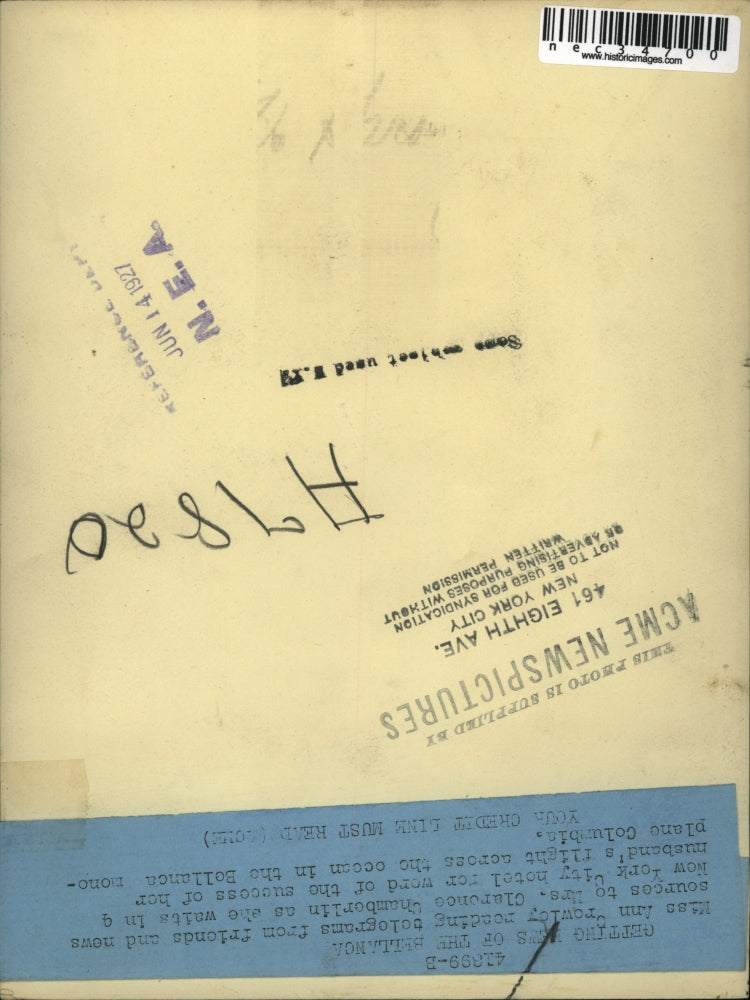 nec34700
www.historicimages.com
REFERENCE DEPT
JUN 14 1927
N.E.A.
Same subject used N.Y.
H7820
THIS PHOTO IS SUPPLIED BY
ACME NEWSPICTURES
461 EIGHTH AVE.
NEW YORK CITY
NOT TO BE USED FOR SYNDICATION
OR ADVERTISING PURPOSES WITHOUT
WRITTEN PERMISSION
41899-B
GETTING NEWS OF THE BELLANCA
Miss Ann Crowley reading telegrams from friends and news
sources to Mrs. Clarence Chamberlin as she waits in q
New York City hotel for word of the success of her
husband's flight across the ocean in the Bellanca mono-
plane Columbia.
YOUR CREDIT LINE MUST READ (ACME)